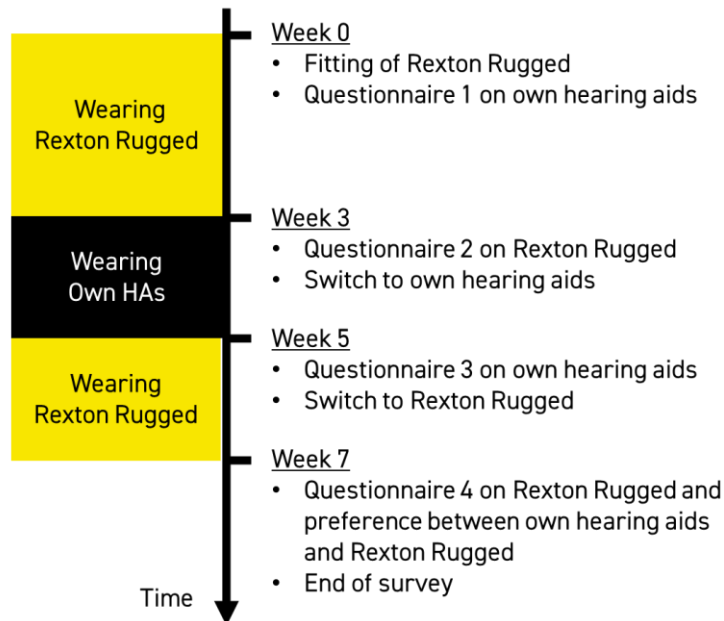 Wearing
Rexton Rugged
Wearing
Own HAs
Wearing
Rexton Rugged
Time
Week 0
• Fitting of Rexton Rugged
• Questionnaire 1 on own hearing aids
Week 3
• Questionnaire 2 on Rexton Rugged
• Switch to own hearing aids
Week 5
• Questionnaire 3 on own hearing aids
• Switch to Rexton Rugged
Week 7
• Questionnaire 4 on Rexton Rugged and
preference between own hearing aids
and Rexton Rugged
• End of survey